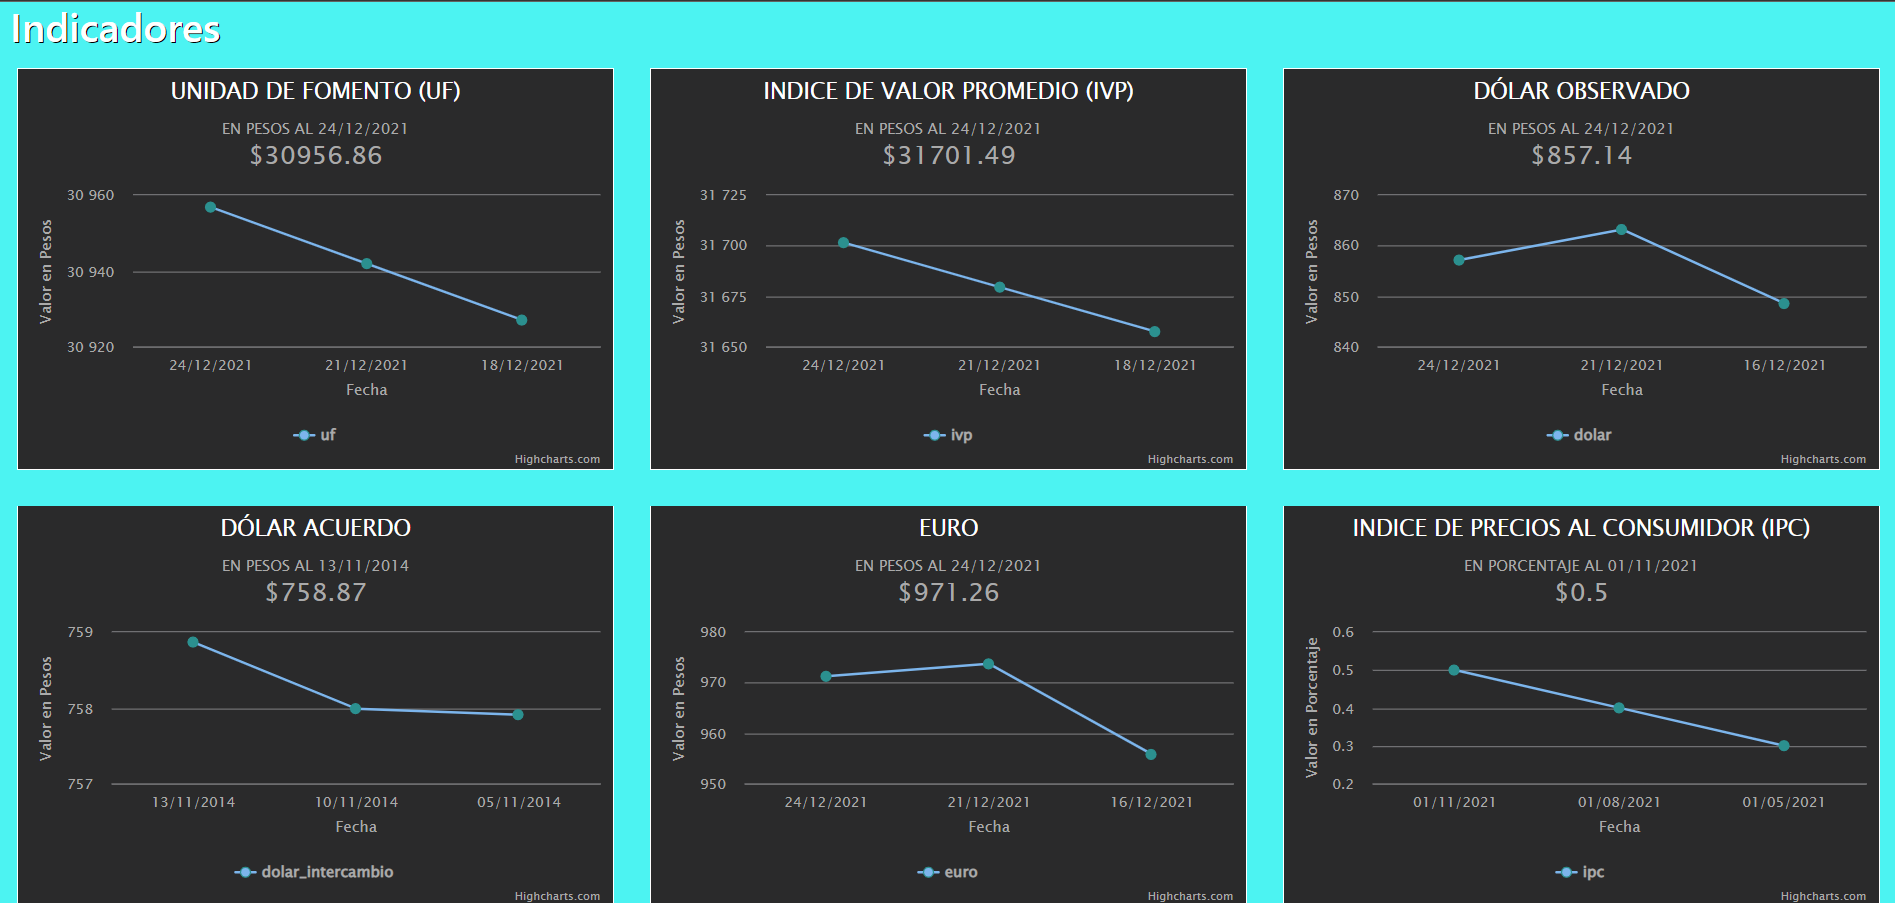 Indicadores
UNIDAD DE FOMENTO (UF)
EN PESOS AL 24/12/2021
$30956.86
Valor en Pesos
30 960
30 940
30 920
24/12/2021 21/12/2021 18/12/2021
Fecha
uf
Highcharts.com
INDICE DE VALOR PROMEDIO (IVP)
EN PESOS AL 24/12/2021
$31701.49
Valor en Pesos
31 725
31 700
31 675
31 650
24/12/2021 21/12/2021 18/12/2021
Fecha
ivp
Highcharts.com
DÓLAR OBSERVADO
EN PESOS AL 24/12/2021
$857.14
Valor en Pesos
870
860
850
840
24/12/2021 21/12/2021 16/12/2021
Fecha
dolar
Highcharts.com
DÓLAR ACUERDO
EN PESOS AL 13/11/2014
$758.87
Valor en Pesos
759
758
757
13/11/2014 10/11/2014 05/11/2014
Fecha
dolar_intercambio
Highcharts.com
EURO
EN PESOS AL 24/12/2021
$971.26
Valor en Pesos
980
970
960
950
24/12/2021 21/12/2021 16/12/2021
Fecha
euro
Highcharts.com
INDICE DE PRECIOS AL CONSUMIDOR (IPC)
EN PORCENTAJE AL 01/11/2021
$0.5
Valor en Porcentaje
0.6
0.5
0.4
0.3
0.2
01/11/2021 01/08/2021 01/05/2021
Fecha
ipc
Highcharts.com